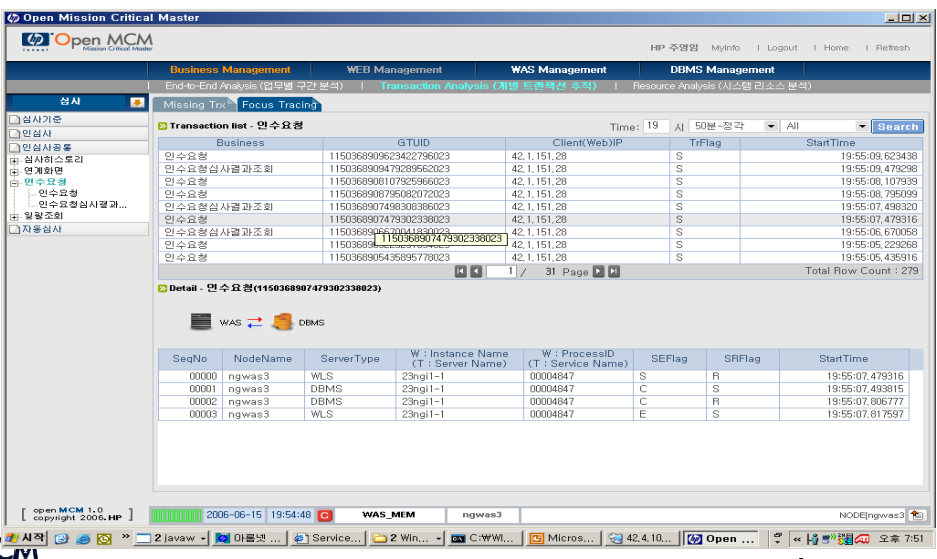 Open Mission Critical Master
hp invent Open MCM
Mission Critical Master
HP 주영임 MyInfo | Logout | Home | Refresh
Business Management WEB Management WAS Management DBMS Management
End-to-End Analysis (업무별 구간 분석) | Transaction Analysis (개별 트랜잭션 추적) | Resource Analysis (시스템 리소스 분석)
심사
Missing Trx Focus Tracing
심사기준
인심사
인심사공통
심사히스토리
연계화면
인수요청
인수요청
인수요청심사결과...
일괄조회
자동심사
Transaction list - 인수요청
Time: 19 시 50분-정각 All Search
Business GTUID Client(Web)IP TrFlag StartTime
인수요청 1150368909623422796023 42,1,151,28 S 19:55:09,623438
인수요청심사결과조회 1150368909479289562023 42,1,151,28 S 19:55:09,479298
인수요청 1150368908107925966023 42,1,151,28 S 19:55:08,107939
인수요청 1150368908795082072023 42,1,151,28 S 19:55:08,795099
인수요청심사결과조회 1150368907498308386023 42,1,151,28 S 19:55:07,498320
인수요청 1150368907479302338023 42,1,151,28 S 19:55:07,479316
인수요청심사결과조회 1150368906670041830023 42,1,151,28 S 19:55:06,670058
1150368907479302338023
인수요청 42,1,151,28 S 19:55:05,229268
인수요청 1150368905435895778023 42,1,151,28 S 19:55:05,435916
1 / 31 Page Total Row Count : 279
Detail - 인수요청(1150368907479302338023)
WAS DBMS
SeqNo NodeName ServerType W : Instance Name (T : Server Name) W : ProcessID (T : Service Name) SEFlag SRFlag StartTime
00000 ngwas3 WLS 23ngi1-1 00004847 S R 19:55:07,479316
00001 ngwas3 DBMS 23ngi1-1 00004847 C S 19:55:07,493815
00002 ngwas3 DBMS 23ngi1-1 00004847 C R 19:55:07,806777
00003 ngwas3 WLS 23ngi1-1 00004847 E S 19:55:07,817597
[ open MCM 1.0
copyright 2006. HP ]
2006-06-15 19:54:48 C WAS_MEM ngwas3 NODE[ngwas3
시작 » 2 javaw 아롬넷 ... Service... 2 Win... C:₩WI... Micros... 42.4.10... Open ... « » 오후 7:51
CM